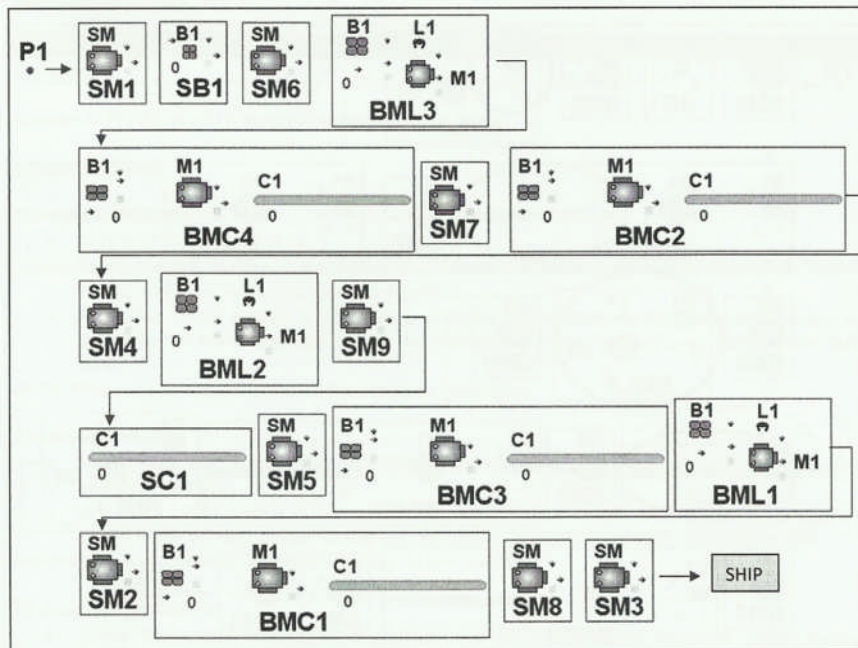 P1
SM
SM1
B1
0
SB1
SM
SM6
B1
L1
0
M1
BML3
B1
M1
C1
0
0
BMC4
SM
SM7
B1
M1
C1
0
0
BMC2
SM
SM4
B1
L1
0
M1
BML2
SM
SM9
C1
0
SC1
SM
SM5
B1
M1
C1
0
0
BMC3
B1
L1
0
M1
BML1
SM
SM2
B1
M1
C1
0
0
BMC1
SM
SM8
SM
SM3
SHIP